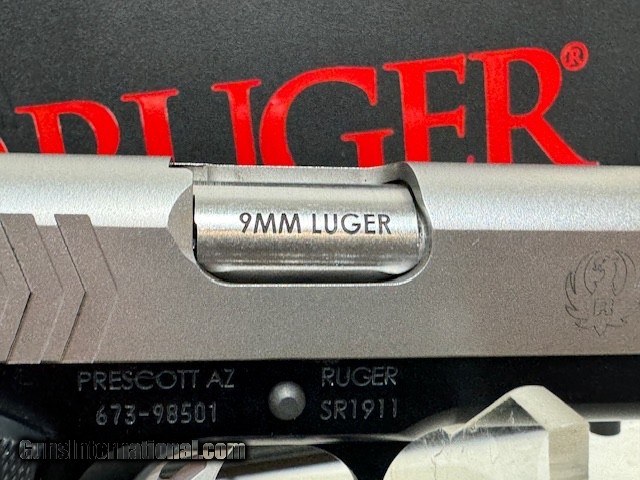 RUGER®
9MM LUGER
PRESCOTT AZ RUGER
673-98501 SR1911
GunsInternational.com